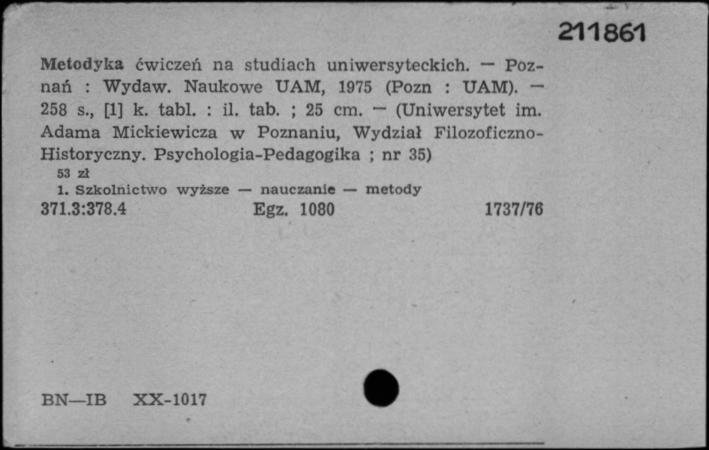 211861
Metodyka ćwiczeń na studiach uniwersyteckich. — Poz-
nań : Wydaw. Naukowe UAM, 1975 (Pozn : UAM). —
258 s., [1] k. tabl. : il. tab. ; 25 cm. — (Uniwersytet im.
Adama Mickiewicza w Poznaniu, Wydział Filozoficzno-
Historyczny. Psychologia-Pedagogika ; nr 35)
53 zł
1. Szkolnictwo wyższe — nauczanie — metody
371.3:378.4 Egz. 1080 1737/76
BN—IB XX-1017